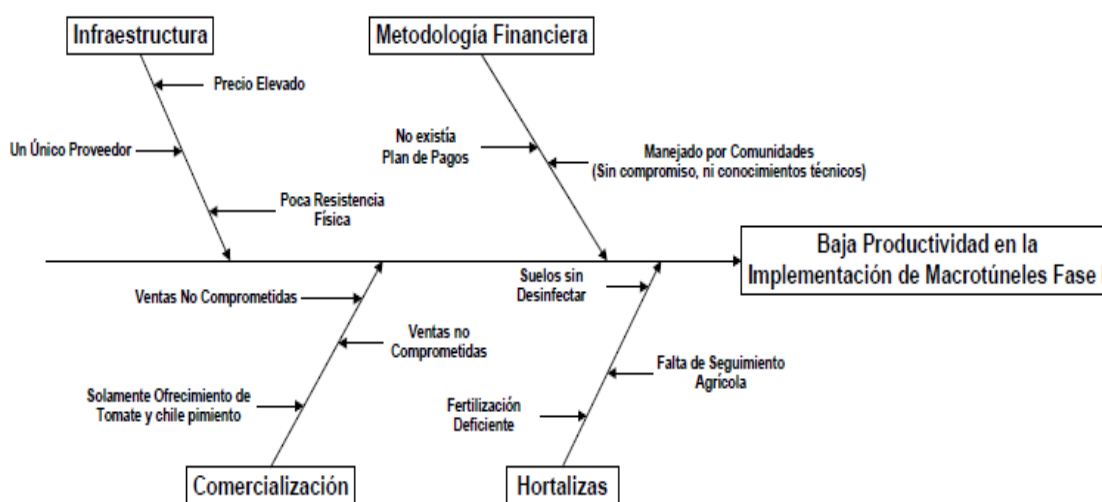 Infraestructura
Metodología Financiera
Precio Elevado
Un Único Proveedor
No existía
Plan de Pagos
Manejado por Comunidades
(Sin compromiso, ni conocimientos técnicos)
Poca Resistencia
Física
Baja Productividad en la
Implementación de Macrotúneles Fase I
Suelos sin
Desinfectar
Ventas No Comprometidas
Ventas no
Comprometidas
Falta de Seguimiento
Agrícola
Solamente Ofrecimiento de
Tomate y chile pimiento
Fertilización
Deficiente
Comercialización
Hortalizas